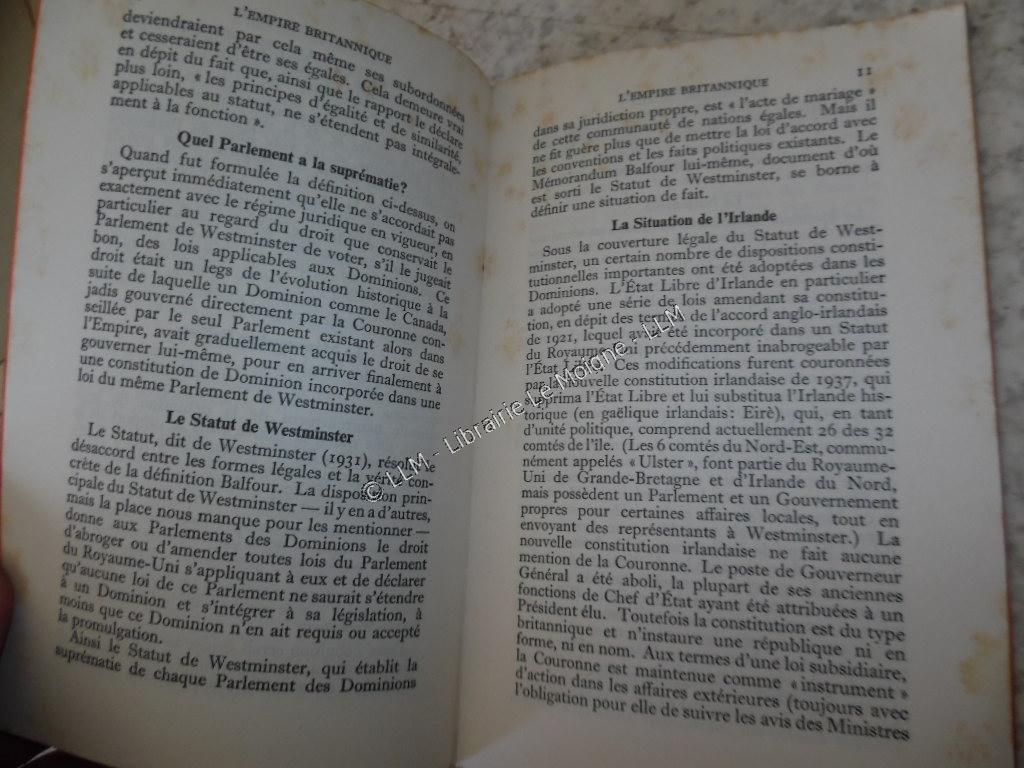 L'EMPIRE BRITANNIQUE
deviendraient par cela même ses subordonnées
et cesseraient d'être ses égales. Cela demeure vrai
en dépit du fait que, ainsi que le rapport le déclare
plus loin, « les principes d'égalité et de similarité,
applicables au statut, ne s'étendent pas intégrale-
ment à la fonction ».
Quel Parlement a la suprématie?
Quand fut formulée la définition ci-dessus, on
s'aperçut immédiatement qu'elle ne s'accordait pas
exactement avec le régime juridique en vigueur, en
particulier au regard du droit que conservait le
Parlement de Westminster de voter, s'il le jugeait
bon, des lois applicables aux Dominions. Ce
droit était un legs de l'évolution historique à la
suite de laquelle un Dominion comme le Canada,
jadis gouverné directement par la Couronne con-
seillée par le seul Parlement existant alors dans
l'Empire, avait graduellement acquis le droit de se
gouverner lui-même, pour en arriver finalement à
une constitution de Dominion incorporée dans une
loi du même Parlement de Westminster.
Le Statut de Westminster
Le Statut, dit de Westminster (1931), résout le
désaccord entre les formes légales et la réalité con-
crète de la définition Balfour. La disposition prin-
cipale du Statut de Westminster — il y en a d'autres,
mais la place nous manque pour les mentionner —
donne aux Parlements des Dominions le droit
d'abroger ou d'amender toutes lois du Parlement
du Royaume-Uni s'appliquant à eux et de déclarer
qu'aucune loi de ce Parlement ne saurait s'étendre
à un Dominion et s'intégrer à sa législation, à
moins que ce Dominion n'en ait requis ou accepté
la promulgation.
Ainsi le Statut de Westminster, qui établit la
suprématie de chaque Parlement des Dominions
L'EMPIRE BRITANNIQUE 11
dans sa juridiction propre, est « l'acte de mariage »
de cette communauté de nations égales. Mais il
ne fit guère plus que de mettre la loi d'accord avec
les conventions et les faits politiques existants. Le
Mémorandum Balfour lui-même, document d'où
est sorti le Statut de Westminster, se borne à
définir une situation de fait.
La Situation de l'Irlande
Sous la couverture légale du Statut de West-
minster, un certain nombre de dispositions consti-
tutionnelles importantes ont été adoptées dans les
Dominions. L'État Libre d'Irlande en particulier
a adopté une série de lois amendant sa constitu-
tion, en dépit des termes de l'accord anglo-irlandais
de 1921, lequel avait été incorporé dans un Statut
du Royaume-Uni précédemment inabrogeable par
l'État Libre. Ces modifications furent couronnées
par la nouvelle constitution irlandaise de 1937, qui
supprima l'État Libre et lui substitua l'Irlande his-
torique (en gaëlique irlandais: Eirè), qui, en tant
d'unité politique, comprend actuellement 26 des 32
comtés de l'île. (Les 6 comtés du Nord-Est, commu-
nément appelés « Ulster », font partie du Royaume-
Uni de Grande-Bretagne et d'Irlande du Nord,
mais possèdent un Parlement et un Gouvernement
propres pour certaines affaires locales, tout en
envoyant des représentants à Westminster.) La
nouvelle constitution irlandaise ne fait aucune
mention de la Couronne. Le poste de Gouverneur
Général a été aboli, la plupart de ses anciennes
fonctions de Chef d'État ayant été attribuées à un
Président élu. Toutefois la constitution est du type
britannique et n'instaure une république ni en
forme, ni en nom. Aux termes d'une loi subsidiaire,
la Couronne est maintenue comme « instrument »
d'action dans les affaires extérieures (toujours avec
l'obligation pour elle de suivre les avis des Ministres
© LLM - Librairie Le Moigne - LLM